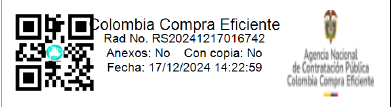 Colombia Compra Eficiente
Rad No. RS20241217016742
Anexos: No Con copia: No
Fecha: 17/12/2024 14:22:59
Agencia Nacional
de Contratación Pública
Colombia Compra Eficiente